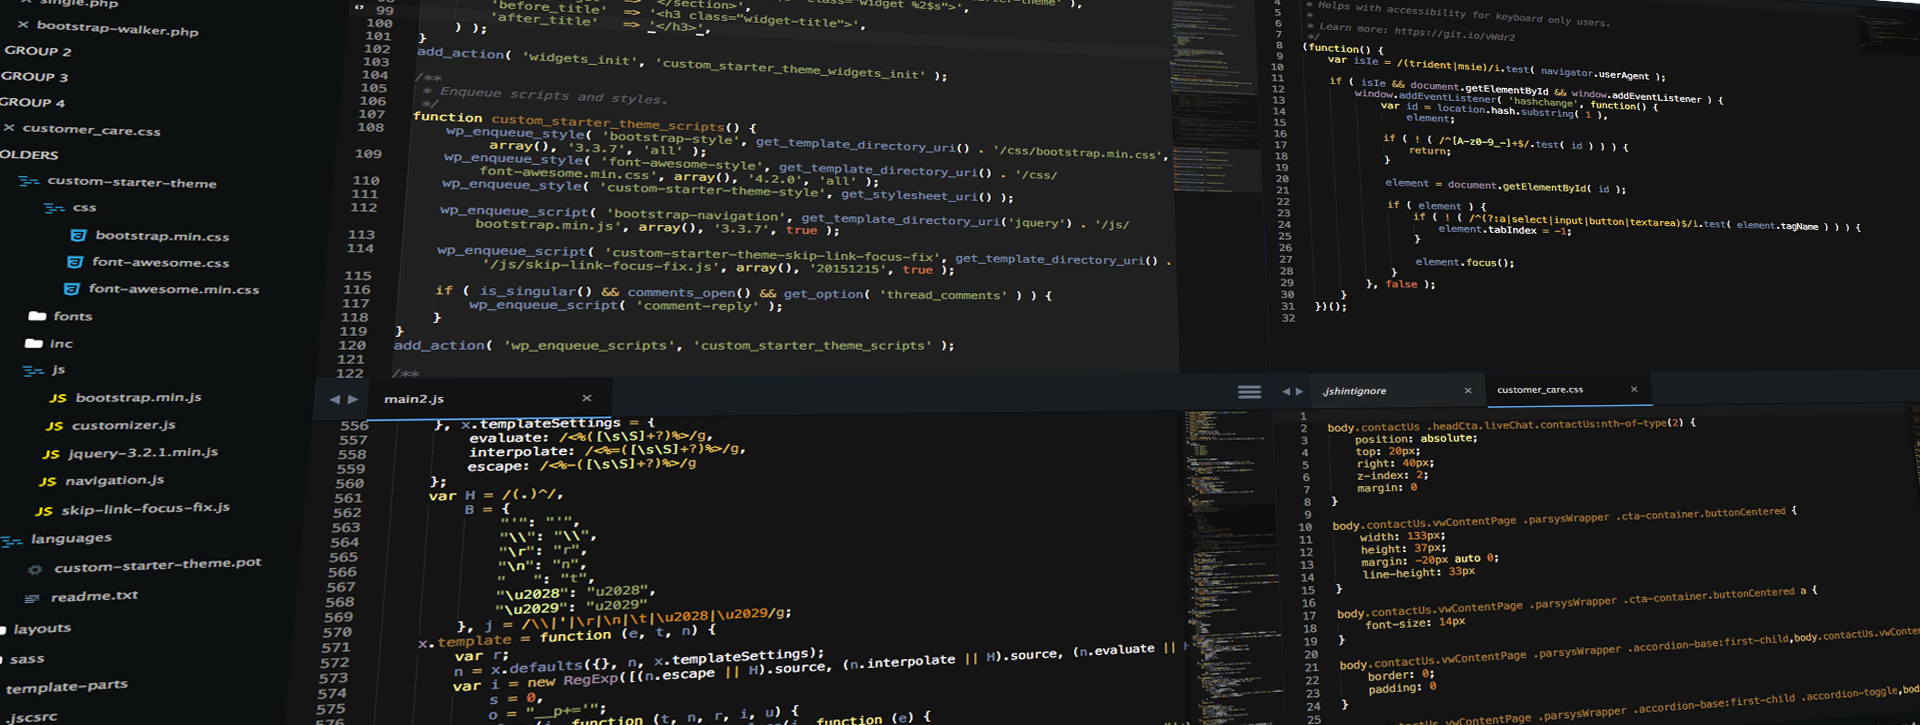 single.php
bootstrap-walker.php
GROUP 2
GROUP 3
GROUP 4
customer_care.css
OLDERS
custom-starter-theme
css
bootstrap.min.css
font-awesome.css
font-awesome.min.css
fonts
inc
js
JS bootstrap.min.js
JS customizer.js
JS jquery-3.2.1.min.js
JS navigation.js
JS skip-link-focus-fix.js
languages
custom-starter-theme.pot
readme.txt
layouts
sass
template-parts
.jscsrc
'before_title' => '</section>',
99 'after_title' => '<h3 class="widget-title">',
100 ) ); => '</h3>',
101 }
102 add_action( 'widgets_init', 'custom_starter_theme_widgets_init' );
103
104 /**
105 * Enqueue scripts and styles.
106 */
107 function custom_starter_theme_scripts() {
108 wp_enqueue_style( 'bootstrap-style', get_template_directory_uri() . '/css/bootstrap.min.css',
array(), '3.3.7', 'all' );
109 wp_enqueue_style( 'font-awesome-style', get_template_directory_uri() . '/css/
font-awesome.min.css', array(), '4.2.0', 'all' );
110 wp_enqueue_style( 'custom-starter-theme-style', get_stylesheet_uri() );
111
112 wp_enqueue_script( 'bootstrap-navigation', get_template_directory_uri('jquery') . '/js/
bootstrap.min.js', array(), '3.3.7', true );
113
114 wp_enqueue_script( 'custom-starter-theme-skip-link-focus-fix', get_template_directory_uri() .
'/js/skip-link-focus-fix.js', array(), '20151215', true );
115
116 if ( is_singular() && comments_open() && get_option( 'thread_comments' ) ) {
117 wp_enqueue_script( 'comment-reply' );
118 }
119 }
120 add_action( 'wp_enqueue_scripts', 'custom_starter_theme_scripts' );
121
122 /**
4 * Helps with accessibility for keyboard only users.
5 *
6 * Learn more: https://git.io/vWdr2
7 */
8 (function() {
9 var isIe = /(trident|msie)/i.test( navigator.userAgent );
10
11 if ( isIe && document.getElementById && window.addEventListener ) {
12 window.addEventListener( 'hashchange', function() {
13 var id = location.hash.substring( 1 ),
14 element;
15
16 if ( ! ( /^[A-z0-9_-]+$/.test( id ) ) ) {
17 return;
18 }
19
20 element = document.getElementById( id );
21
22 if ( element ) {
23 if ( ! ( /^(?:a|select|input|button|textarea)$/i.test( element.tagName ) ) ) {
24 element.tabIndex = -1;
25 }
26
27 element.focus();
28 }
29 }, false );
30 }
31 })();
32
main2.js
556 }, x.templateSettings = {
557 evaluate: /<%([\s\S]+?)%>/g,
558 interpolate: /<%=([\s\S]+?)%>/g,
559 escape: /<%-([\s\S]+?)%>/g
560 };
561 var H = /(.)^/,
562 B = {
563 "'": "'",
564 "\\": "\\",
565 "\r": "r",
566 "\n": "n",
567 " ": "t",
568 "\u2028": "u2028",
569 "\u2029": "u2029"
570 }, j = /\\|'|\r|\n|\t|\u2028|\u2029/g;
571 x.template = function (e, t, n) {
572 var r;
573 n = x.defaults({}, n, x.templateSettings);
574 var i = new RegExp([(n.escape || H).source, (n.interpolate || H).source, (n.evaluate || H
575 s = 0,
576 o = "__p+='";
function (t, n, r, i, u) {
function (e) {
.jshintignore
customer_care.css
1
2 body.contactUs .headCta.liveChat.contactUs:nth-of-type(2) {
3 position: absolute;
4 top: 20px;
5 right: 40px;
6 z-index: 2;
7 margin: 0
8 }
9
10 body.contactUs.vwContentPage .parsysWrapper .cta-container.buttonCentered {
11 width: 133px;
12 height: 37px;
13 margin: -20px auto 0;
14 line-height: 33px
15 }
16
17 body.contactUs.vwContentPage .parsysWrapper .cta-container.buttonCentered a {
18 font-size: 14px
19 }
20
21 body.contactUs.vwContentPage .parsysWrapper .accordion-base:first-child,body.contactUs.vwConten
22 border: 0;
23 padding: 0
24 }
25
.contactUs.vwContentPage .parsysWrapper .accordion-base:first-child .accordion-toggle,bod